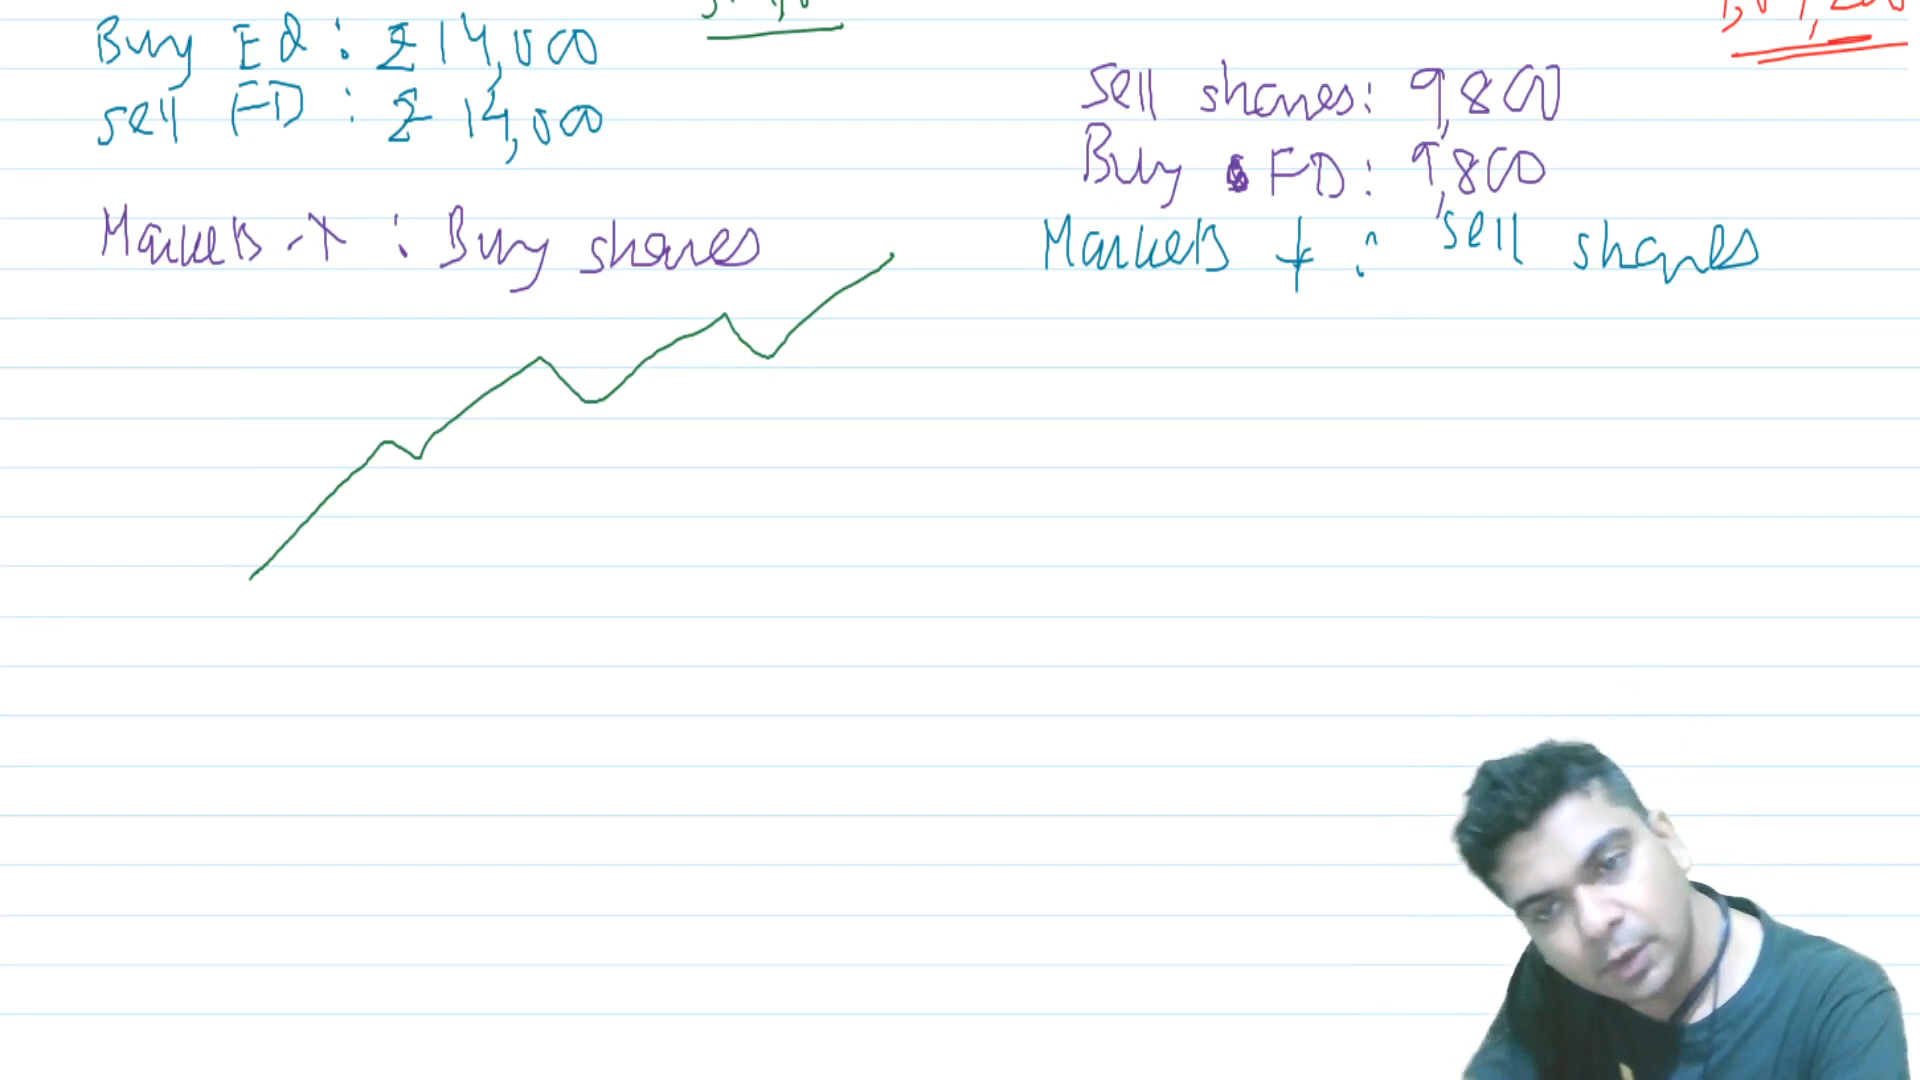 Buy EQ : ₹ 14,000
Sell FD : ₹ 14,000
Markets ↑ : Buy shares
Sell shares: 9,800
Buy FD: 9,800
Markets ↓ : Sell shares